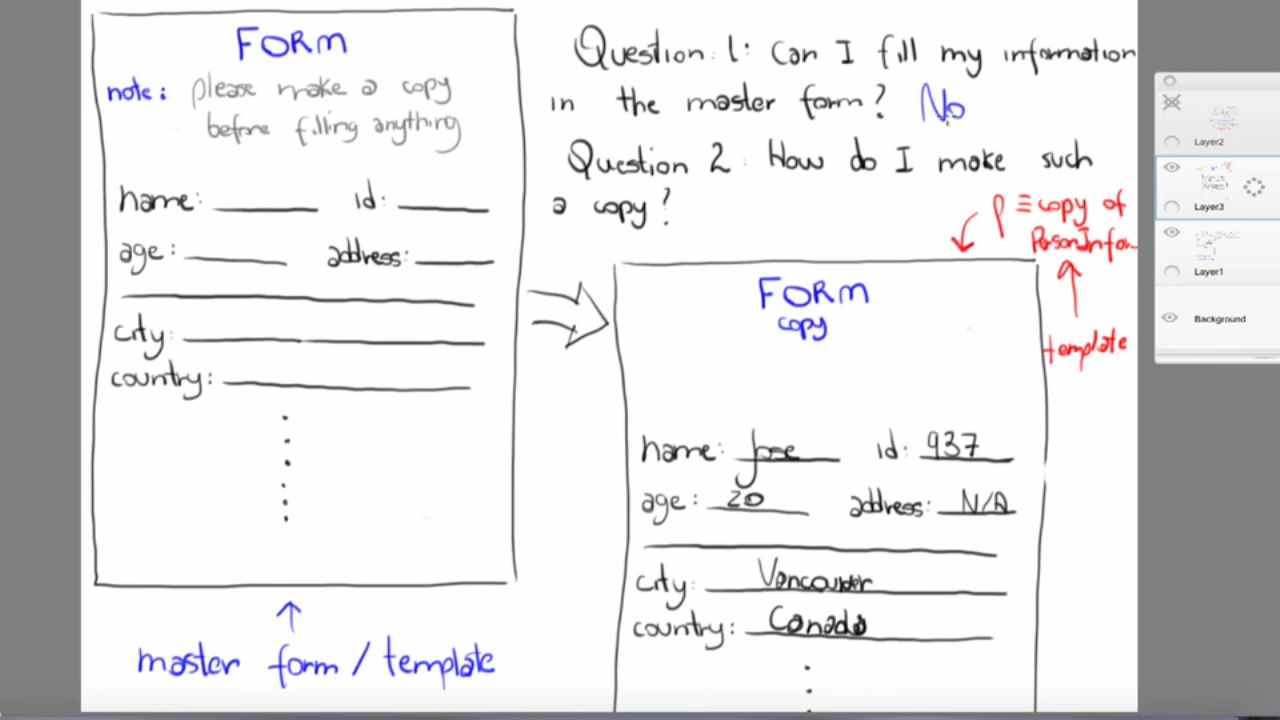 FORM
note: please make a copy
before filling anything
name: id:
age: address:
city:
country:
master form / template
Question 1: Can I fill my information
in the master form? No
Question 2: How do I make such
a copy?
p ≡ copy of
PersonInfo...
template
FORM
copy
name: Jose id: 937
age: 20 address: N/A
city: Vancouver
country: Canada
Layer2
Layer3
Layer1
Background